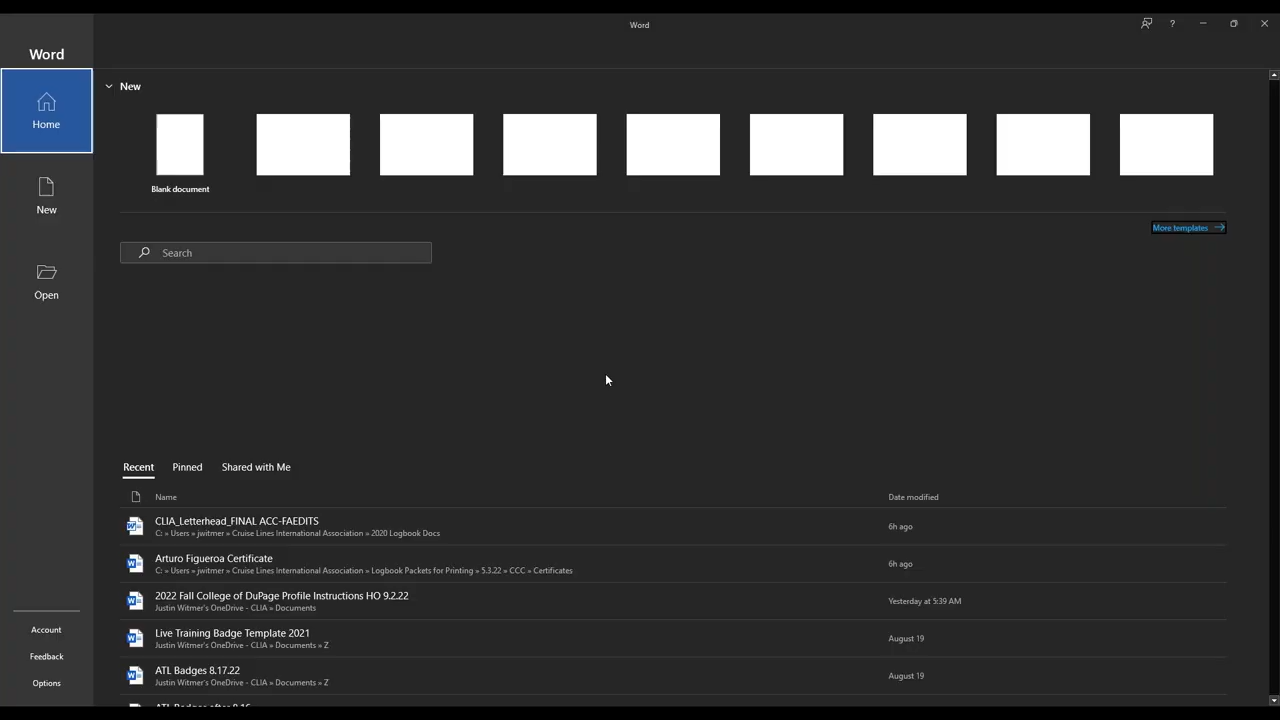 Word
?
Word
Home
New
Open
New
Blank document
More templates
Search
Recent Pinned Shared with Me
Name Date modified
CLIA_Letterhead_FINAL ACC-FAEDITS
C: » Users » jwitmer » Cruise Lines International Association » 2020 Logbook Docs
6h ago
Arturo Figueroa Certificate
C: » Users » jwitmer » Cruise Lines International Association » Logbook Packets for Printing » 5.3.22 » CCC » Certificates
6h ago
2022 Fall College of DuPage Profile Instructions HO 9.2.22
Justin Witmer's OneDrive - CLIA » Documents
Yesterday at 5:39 AM
Live Training Badge Template 2021
Justin Witmer's OneDrive - CLIA » Documents » Z
August 19
ATL Badges 8.17.22
Justin Witmer's OneDrive - CLIA » Documents » Z
August 19
ATL Badges after 8.16
Account
Feedback
Options